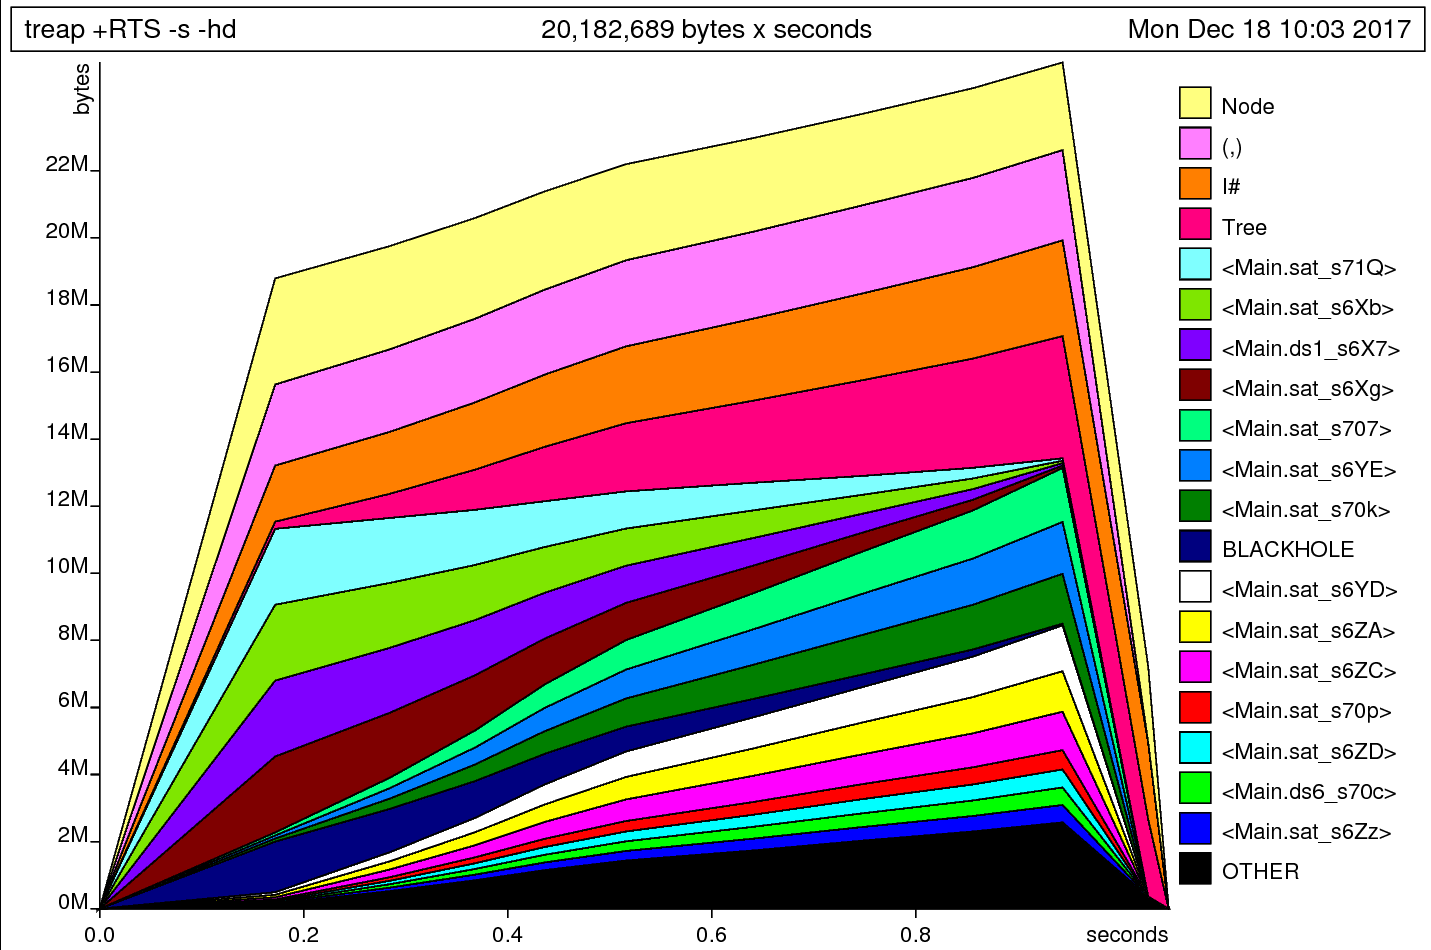 treap +RTS -s -hd
20,182,689 bytes x seconds
Mon Dec 18 10:03 2017
bytes
22M
20M
18M
16M
14M
12M
10M
8M
6M
4M
2M
0M
0.0
0.2
0.4
0.6
0.8
seconds
Node
(,)
I#
Tree
<Main.sat_s71Q>
<Main.sat_s6Xb>
<Main.ds1_s6X7>
<Main.sat_s6Xg>
<Main.sat_s707>
<Main.sat_s6YE>
<Main.sat_s70k>
BLACKHOLE
<Main.sat_s6YD>
<Main.sat_s6ZA>
<Main.sat_s6ZC>
<Main.sat_s70p>
<Main.sat_s6ZD>
<Main.ds6_s70c>
<Main.sat_s6Zz>
OTHER